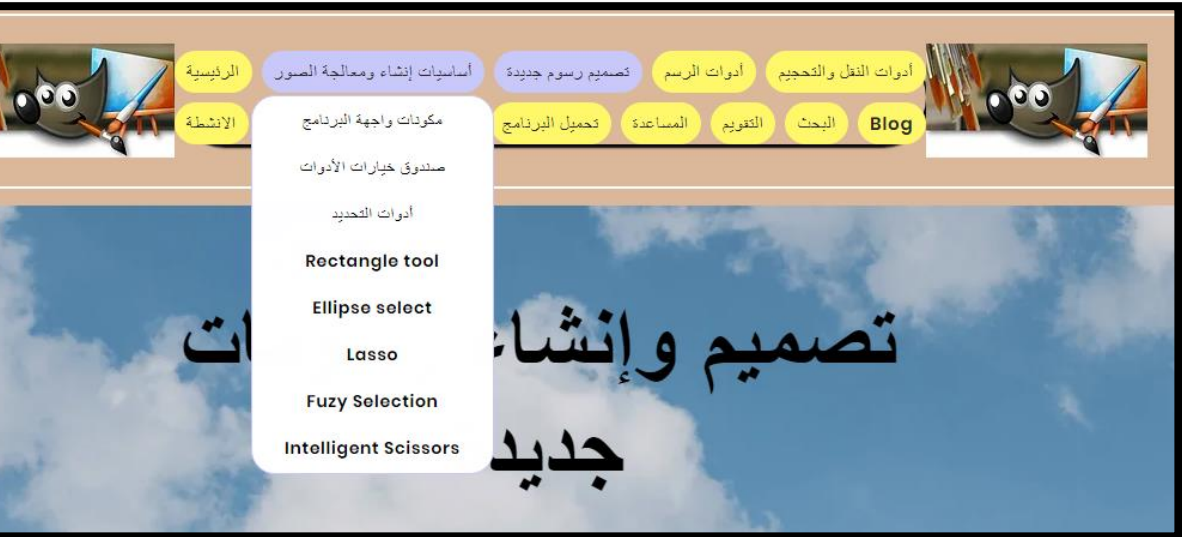 أدوات النقل والتحجيم أدوات الرسم تصميم رسوم جديدة أساسيات إنشاء ومعالجة الصور الرئيسية
Blog البحث التقويم المساعدة تحميل البرنامج الانشطة
مكونات واجهة البرنامج
صندوق خيارات الأدوات
أدوات التحديد
Rectangle tool
Ellipse select
Lasso
Fuzy Selection
Intelligent Scissors
تصميم وإنشاء
جديد